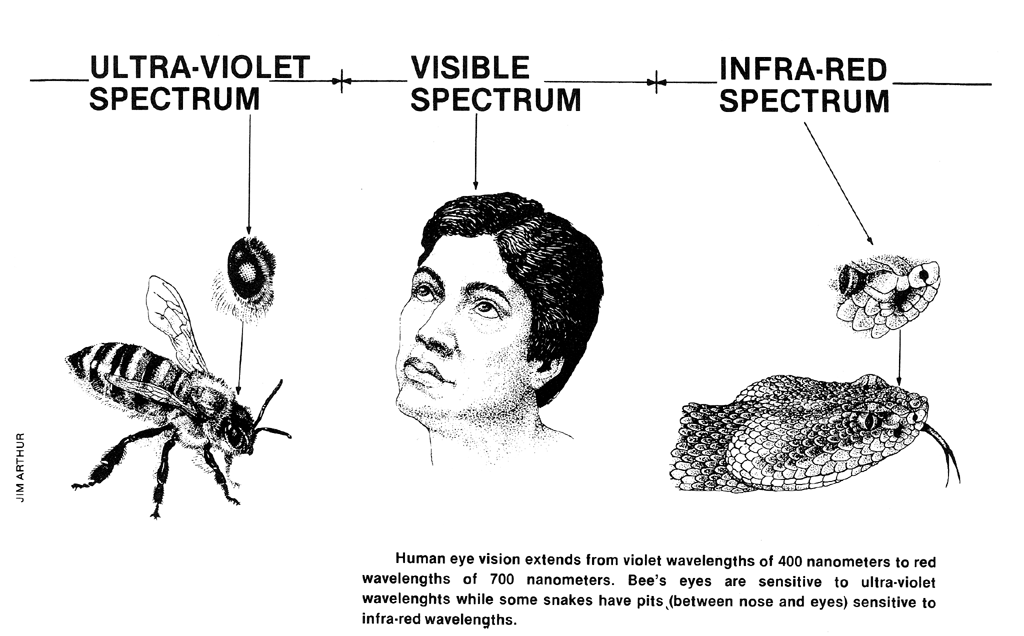 ULTRA-VIOLET
SPECTRUM
VISIBLE
SPECTRUM
INFRA-RED
SPECTRUM
JIM ARTHUR
Human eye vision extends from violet wavelengths of 400 nanometers to red
wavelengths of 700 nanometers. Bee's eyes are sensitive to ultra-violet
wavelenghts while some snakes have pits (between nose and eyes) sensitive to
infra-red wavelengths.